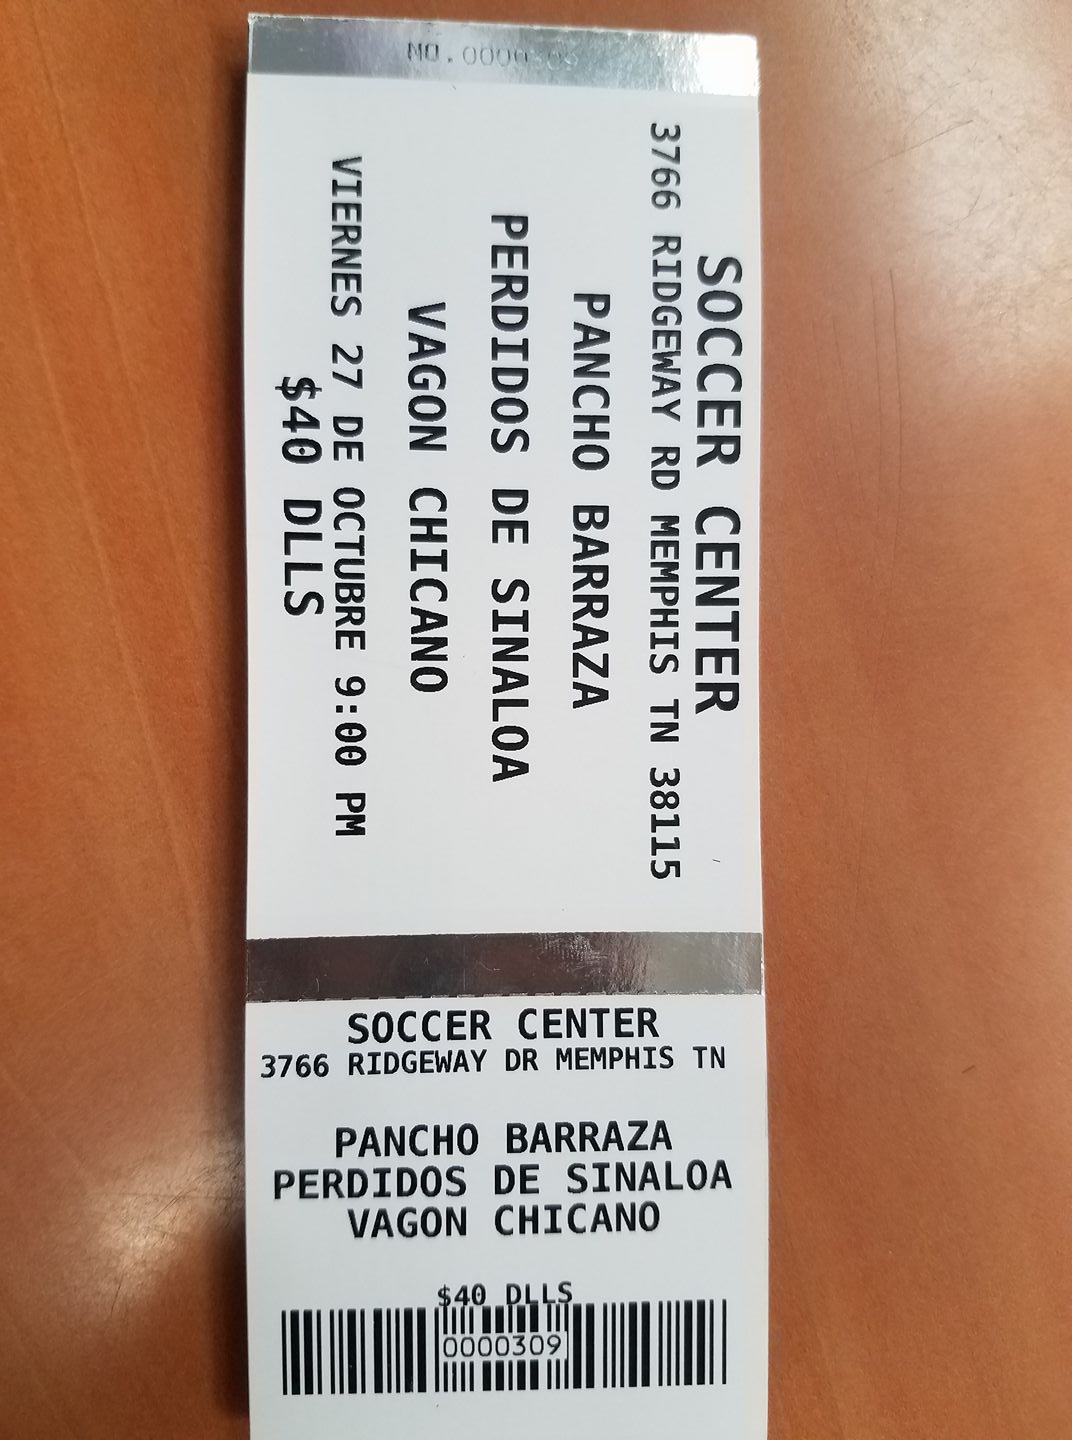 SOCCER CENTER
3766 RIDGEWAY RD MEMPHIS TN 38115
PANCHO BARRAZA
PERDIDOS DE SINALOA
VAGON CHICANO
VIERNES 27 DE OCTUBRE 9:00 PM
$40 DLLS
SOCCER CENTER
3766 RIDGEWAY DR MEMPHIS TN
PANCHO BARRAZA
PERDIDOS DE SINALOA
VAGON CHICANO
$40 DLLS
0000309